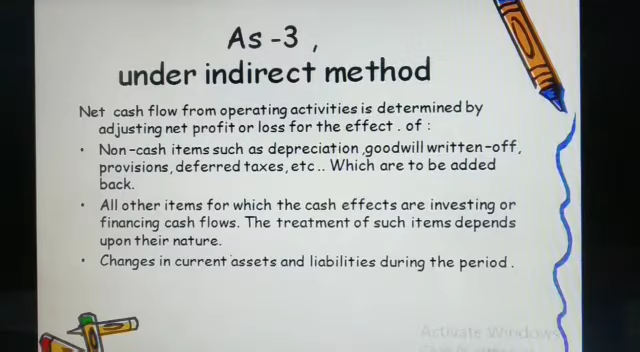 As -3 ,
under indirect method
Net cash flow from operating activities is determined by
adjusting net profit or loss for the effect . of :
• Non-cash items such as depreciation ,goodwill written-off,
provisions, deferred taxes, etc.. Which are to be added
back.
• All other items for which the cash effects are investing or
financing cash flows. The treatment of such items depends
upon their nature.
• Changes in current assets and liabilities during the period .
Activate Windows